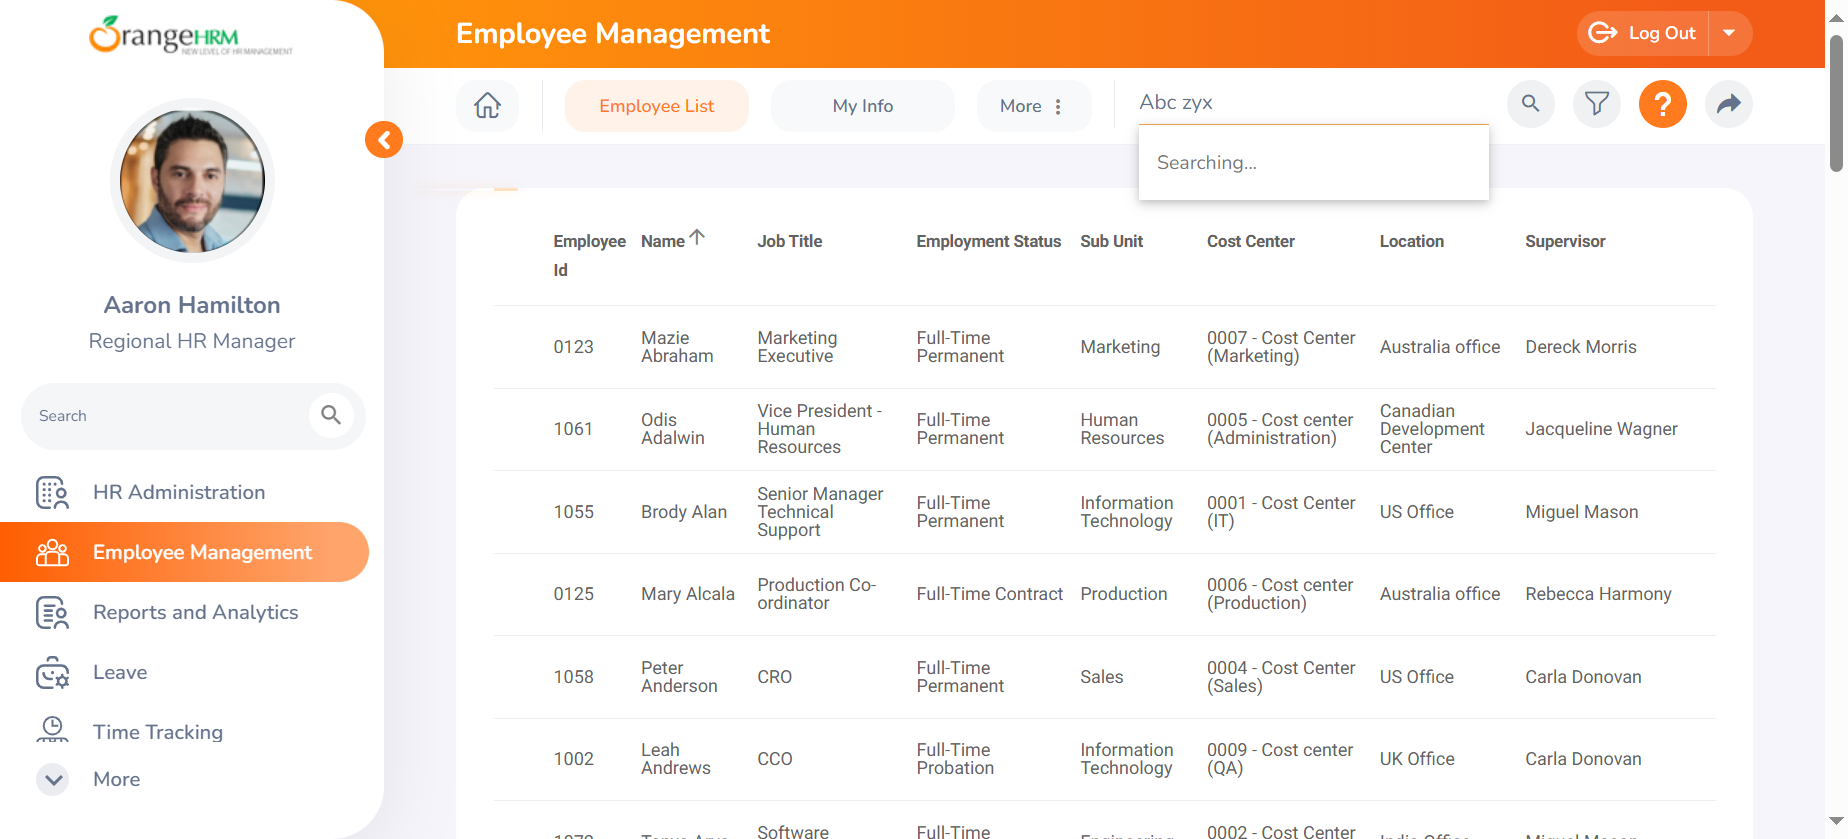 OrangeHRM
NEW LEVEL OF HR MANAGEMENT
Aaron Hamilton
Regional HR Manager
Search
HR Administration
Employee Management
Reports and Analytics
Leave
Time Tracking
More
Employee Management
Log Out
Employee List
My Info
More
Abc zyx
?
Searching...
Employee Id Name Job Title Employment Status Sub Unit Cost Center Location Supervisor
0123 Mazie Abraham Marketing Executive Full-Time Permanent Marketing 0007 - Cost Center (Marketing) Australia office Dereck Morris
1061 Odis Adalwin Vice President - Human Resources Full-Time Permanent Human Resources 0005 - Cost center (Administration) Canadian Development Center Jacqueline Wagner
1055 Brody Alan Senior Manager Technical Support Full-Time Permanent Information Technology 0001 - Cost Center (IT) US Office Miguel Mason
0125 Mary Alcala Production Co-ordinator Full-Time Contract Production 0006 - Cost center (Production) Australia office Rebecca Harmony
1058 Peter Anderson CRO Full-Time Permanent Sales 0004 - Cost Center (Sales) US Office Carla Donovan
1002 Leah Andrews CCO Full-Time Probation Information Technology 0009 - Cost center (QA) UK Office Carla Donovan
Software Full-Time 0002 - Cost Center